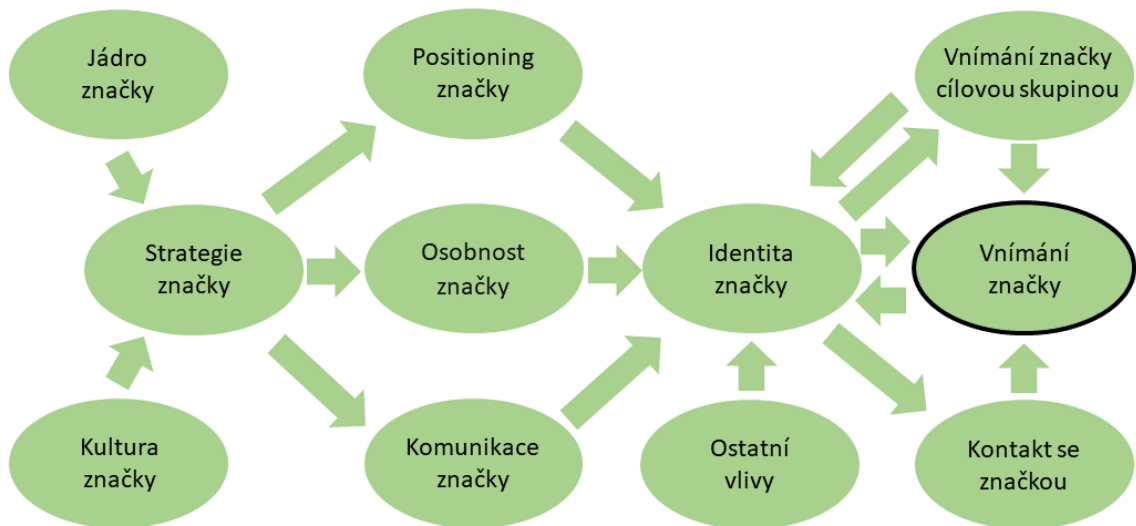 Jádro
značky
Positioning
značky
Vnímání značky
cílovou skupinou
Strategie
značky
Osobnost
značky
Identita
značky
Vnímání
značky
Kultura
značky
Komunikace
značky
Ostatní
vlivy
Kontakt se
značkou